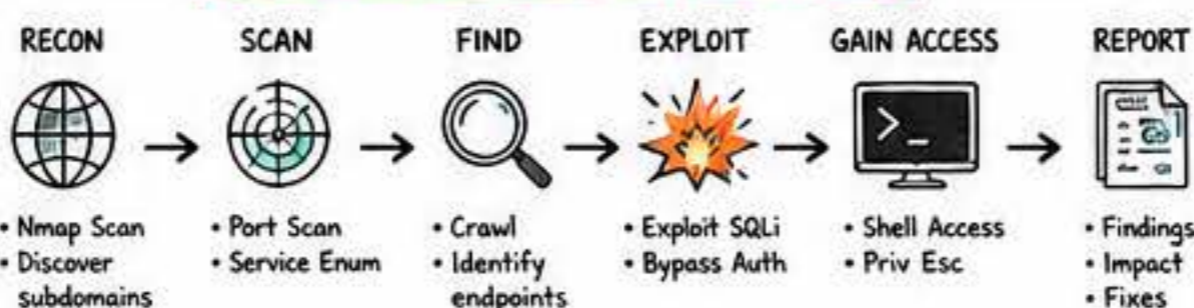 RECON
• Nmap Scan
• Discover
subdomains
SCAN
• Port Scan
• Service Enum
FIND
• Crawl
• Identify
endpoints
EXPLOIT
• Exploit SQLi
• Bypass Auth
GAIN ACCESS
>_
• Shell Access
• Priv Esc
REPORT
• Findings
• Impact
• Fixes